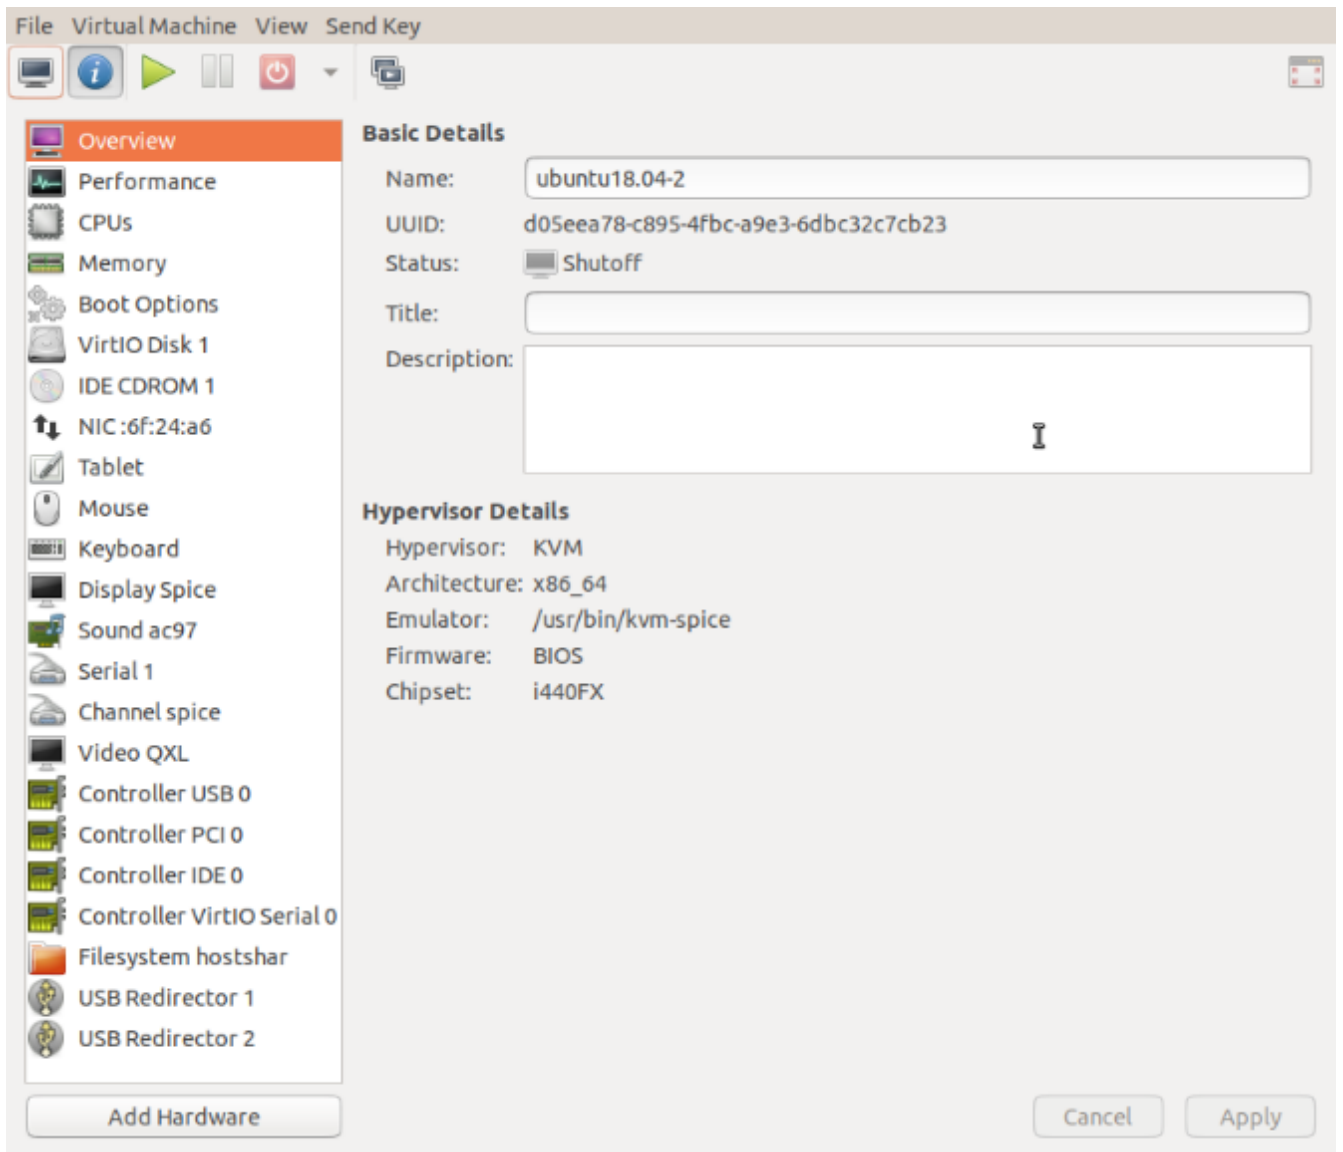 File Virtual Machine View Send Key
Overview
Performance
CPUs
Memory
Boot Options
VirtIO Disk 1
IDE CDROM 1
NIC :6f:24:a6
Tablet
Mouse
Keyboard
Display Spice
Sound ac97
Serial 1
Channel spice
Video QXL
Controller USB 0
Controller PCI 0
Controller IDE 0
Controller VirtIO Serial 0
Filesystem hostshar
USB Redirector 1
USB Redirector 2
Add Hardware
Basic Details
Name: ubuntu18.04-2
UUID: d05eea78-c895-4fbc-a9e3-6dbc32c7cb23
Status: Shutoff
Title:
Description:
Hypervisor Details
Hypervisor: KVM
Architecture: x86_64
Emulator: /usr/bin/kvm-spice
Firmware: BIOS
Chipset: i440FX
Cancel Apply